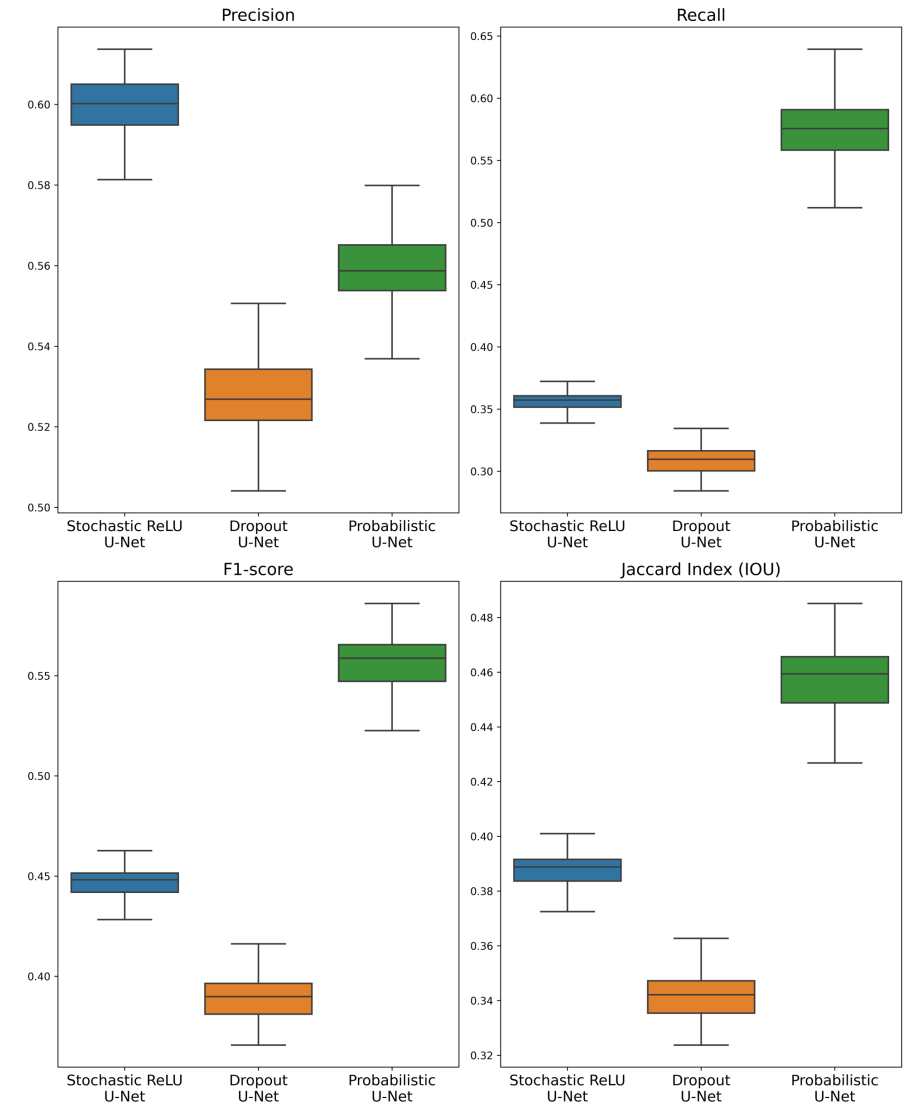 Precision
0.60
0.58
0.56
0.54
0.52
0.50
Stochastic ReLU
U-Net
Dropout
U-Net
Probabilistic
U-Net
Recall
0.65
0.60
0.55
0.50
0.45
0.40
0.35
0.30
Stochastic ReLU
U-Net
Dropout
U-Net
Probabilistic
U-Net
F1-score
0.55
0.50
0.45
0.40
Stochastic ReLU
U-Net
Dropout
U-Net
Probabilistic
U-Net
Jaccard Index (IOU)
0.48
0.46
0.44
0.42
0.40
0.38
0.36
0.34
0.32
Stochastic ReLU
U-Net
Dropout
U-Net
Probabilistic
U-Net